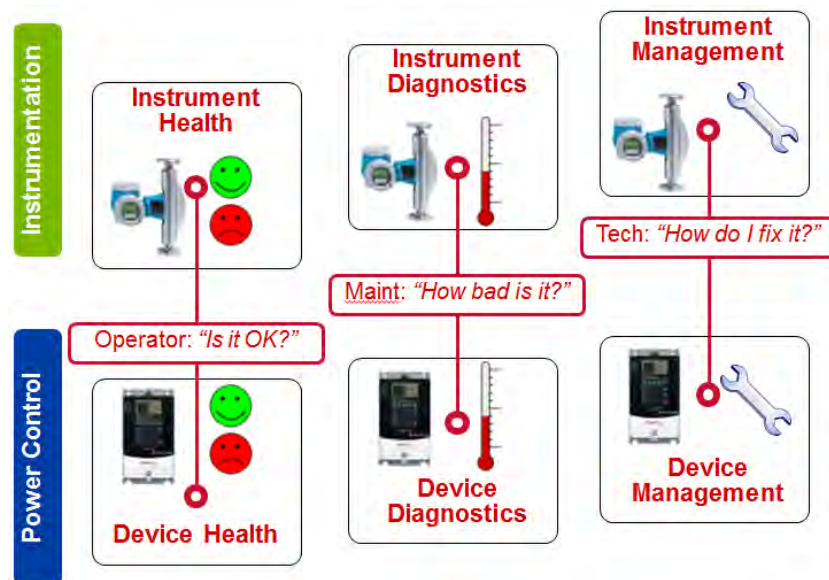 Instrumentation
Instrument
Health
Instrument
Diagnostics
Instrument
Management
Operator: “Is it OK?”
Maint: “How bad is it?”
Tech: “How do I fix it?”
Power Control
Device Health
Device
Diagnostics
Device
Management